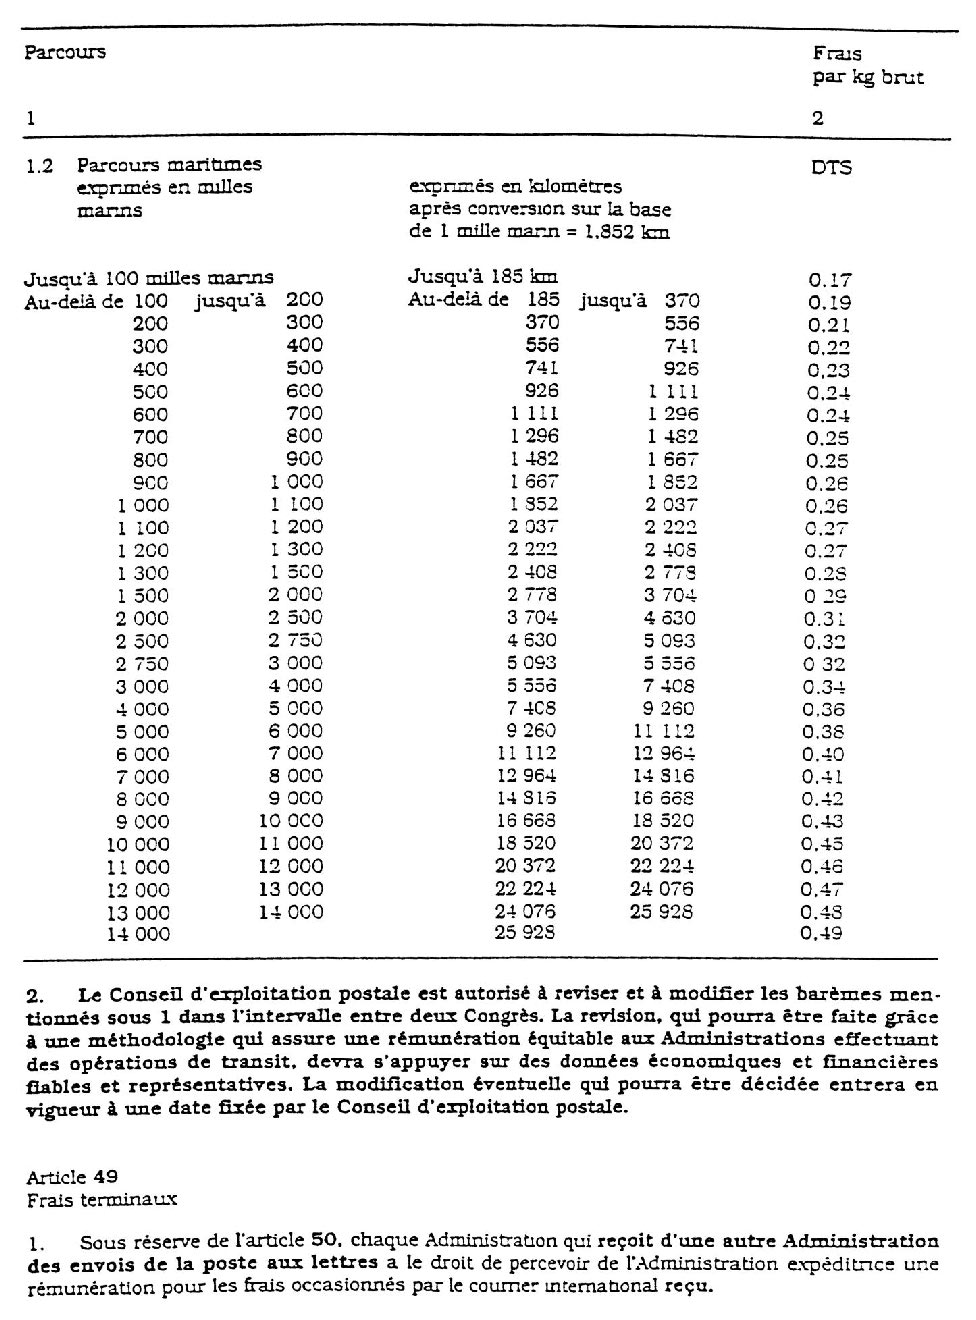 Parcours Frais
par kg brut
1 2
1.2 Parcours maritimes DTS
exprimés en milles exprimés en kilomètres
marins après conversion sur la base
de 1 mille marin = 1,852 km
Jusqu'à 100 milles marins Jusqu'à 185 km 0.17
Au-delà de 100 jusqu'à 200 Au-delà de 185 jusqu'à 370 0.19
200 300 370 556 0.21
300 400 556 741 0.22
400 500 741 926 0,23
500 600 926 1 111 0.24
600 700 1 111 1 296 0.24
700 800 1 296 1 482 0.25
800 900 1 482 1 667 0.25
900 1 000 1 667 1 852 0.26
1 000 1 100 1 852 2 037 0,26
1 100 1 200 2 037 2 222 0.27
1 200 1 300 2 222 2 408 0.27
1 300 1 500 2 408 2 778 0.28
1 500 2 000 2 778 3 704 0 29
2 000 2 500 3 704 4 630 0.31
2 500 2 750 4 630 5 093 0.32
2 750 3 000 5 093 5 556 0 32
3 000 4 000 5 556 7 408 0.34
4 000 5 000 7 408 9 260 0.36
5 000 6 000 9 260 11 112 0.38
6 000 7 000 11 112 12 964 0.40
7 000 8 000 12 964 14 816 0.41
8 000 9 000 14 816 16 668 0.42
9 000 10 000 16 668 18 520 0,43
10 000 11 000 18 520 20 372 0.45
11 000 12 000 20 372 22 224 0.46
12 000 13 000 22 224 24 076 0.47
13 000 14 000 24 076 25 928 0.48
14 000 25 928 0,49
2. Le Conseil d'exploitation postale est autorisé à reviser et à modifier les barèmes men-
tionnés sous 1 dans l'intervalle entre deux Congrès. La revision, qui pourra être faite grâce
à une méthodologie qui assure une rémunération équitable aux Administrations effectuant
des opérations de transit, devra s'appuyer sur des données économiques et financières
fiables et représentatives. La modification éventuelle qui pourra être décidée entrera en
vigueur à une date fixée par le Conseil d'exploitation postale.
Article 49
Frais terminaux
1. Sous réserve de l'article 50, chaque Administration qui reçoit d'une autre Administration
des envois de la poste aux lettres a le droit de percevoir de l'Administration expéditrice une
rémunération pour les frais occasionnés par le courrier international reçu.